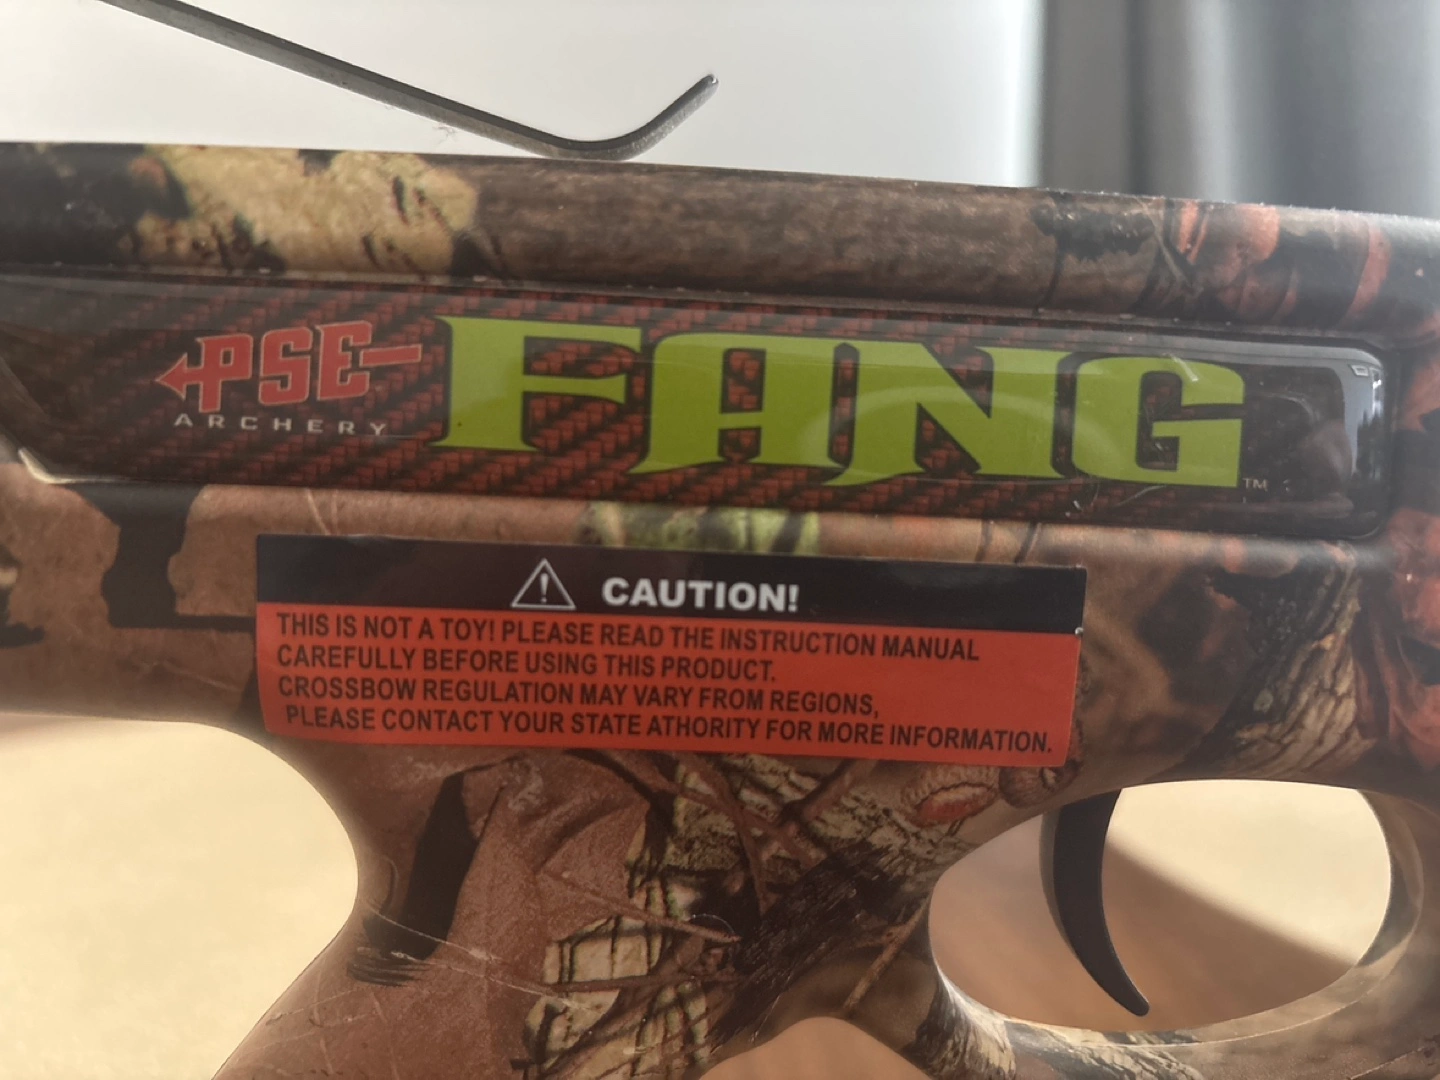 PSE
ARCHERY
FANG
TM
CAUTION!
THIS IS NOT A TOY! PLEASE READ THE INSTRUCTION MANUAL
CAREFULLY BEFORE USING THIS PRODUCT.
CROSSBOW REGULATION MAY VARY FROM REGIONS,
PLEASE CONTACT YOUR STATE ATHORITY FOR MORE INFORMATION.